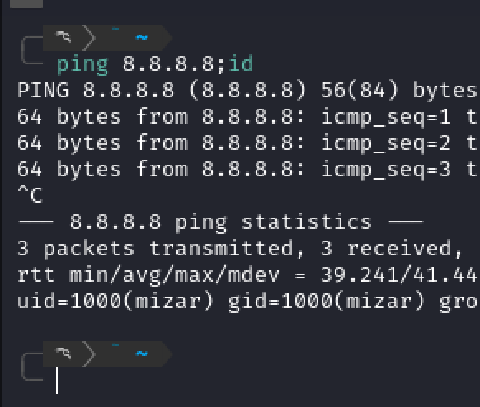 ~
ping 8.8.8.8;id
PING 8.8.8.8 (8.8.8.8) 56(84) bytes
64 bytes from 8.8.8.8: icmp_seq=1 t
64 bytes from 8.8.8.8: icmp_seq=2 t
64 bytes from 8.8.8.8: icmp_seq=3 t
^C
--- 8.8.8.8 ping statistics ---
3 packets transmitted, 3 received,
rtt min/avg/max/mdev = 39.241/41.44
uid=1000(mizar) gid=1000(mizar) gro
~